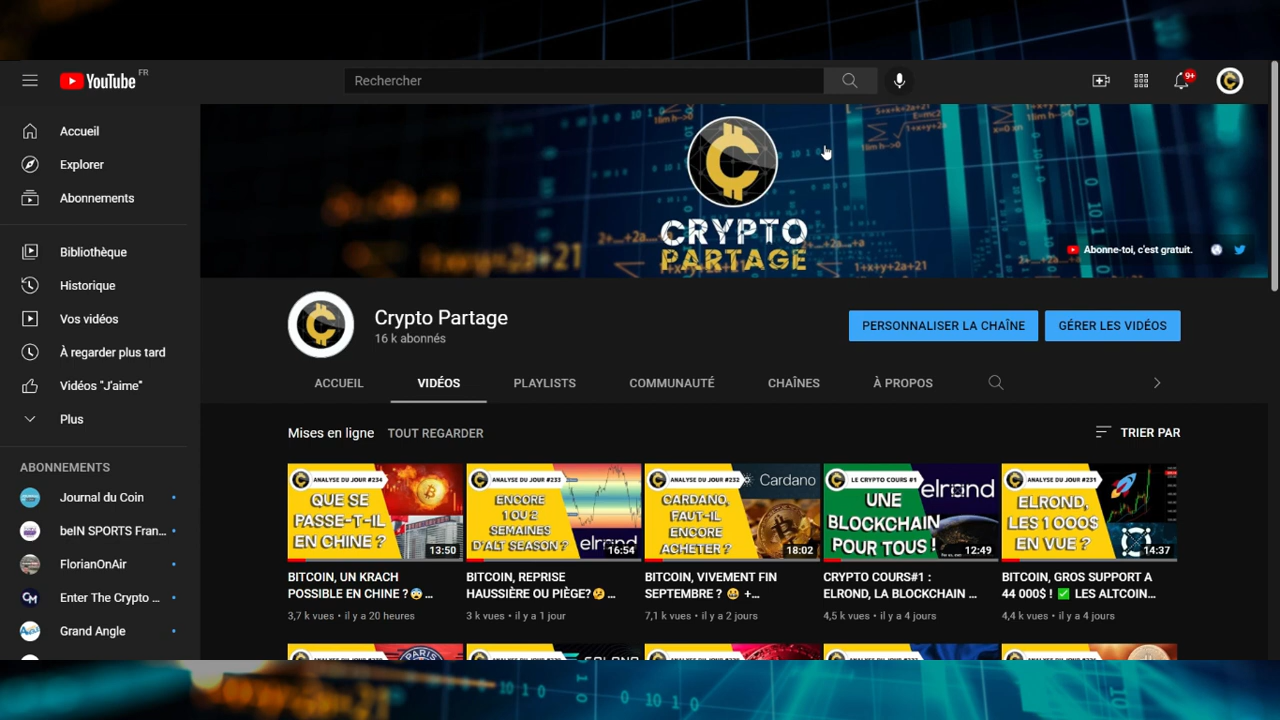 YouTube FR
Rechercher
9+
Accueil
Explorer
Abonnements
Bibliothèque
Historique
Vos vidéos
À regarder plus tard
Vidéos "J'aime"
Plus
ABONNEMENTS
Journal du Coin
beIN SPORTS Fran...
FlorianOnAir
Enter The Crypto ...
Grand Angle
CRYPTO
PARTAGE
Abonne-toi, c'est gratuit.
Crypto Partage
16 k abonnés
PERSONNALISER LA CHAÎNE
GÉRER LES VIDÉOS
ACCUEIL
VIDÉOS
PLAYLISTS
COMMUNAUTÉ
CHAÎNES
À PROPOS
Mises en ligne
TOUT REGARDER
TRIER PAR
ANALYSE DU JOUR #234
QUE SE
PASSE-T-IL
EN CHINE ?
13:50
BITCOIN, UN KRACH
POSSIBLE EN CHINE ?😨...
3,7 k vues • il y a 20 heures
ANALYSE DU JOUR #233
ENCORE
1 OU 2
SEMAINES
D'ALT SEASON ?
elrond
16:54
BITCOIN, REPRISE
HAUSSIÈRE OU PIÈGE?🤔...
3 k vues • il y a 1 jour
ANALYSE DU JOUR #232
Cardano
CARDANO,
FAUT-IL
ENCORE
ACHETER ?
18:02
BITCOIN, VIVEMENT FIN
SEPTEMBRE ? 😀 +...
7,1 k vues • il y a 2 jours
LE CRYPTO COURS #1
elrond
UNE
BLOCKCHAIN
POUR TOUS !
12:49
CRYPTO COURS#1 :
ELROND, LA BLOCKCHAIN ...
4,5 k vues • il y a 4 jours
ANALYSE DU JOUR #231
ELROND,
LES 1 000$
EN VUE ?
14:37
BITCOIN, GROS SUPPORT A
44 000$ ! ✅ LES ALTCOIN...
4,4 k vues • il y a 4 jours
PARIS